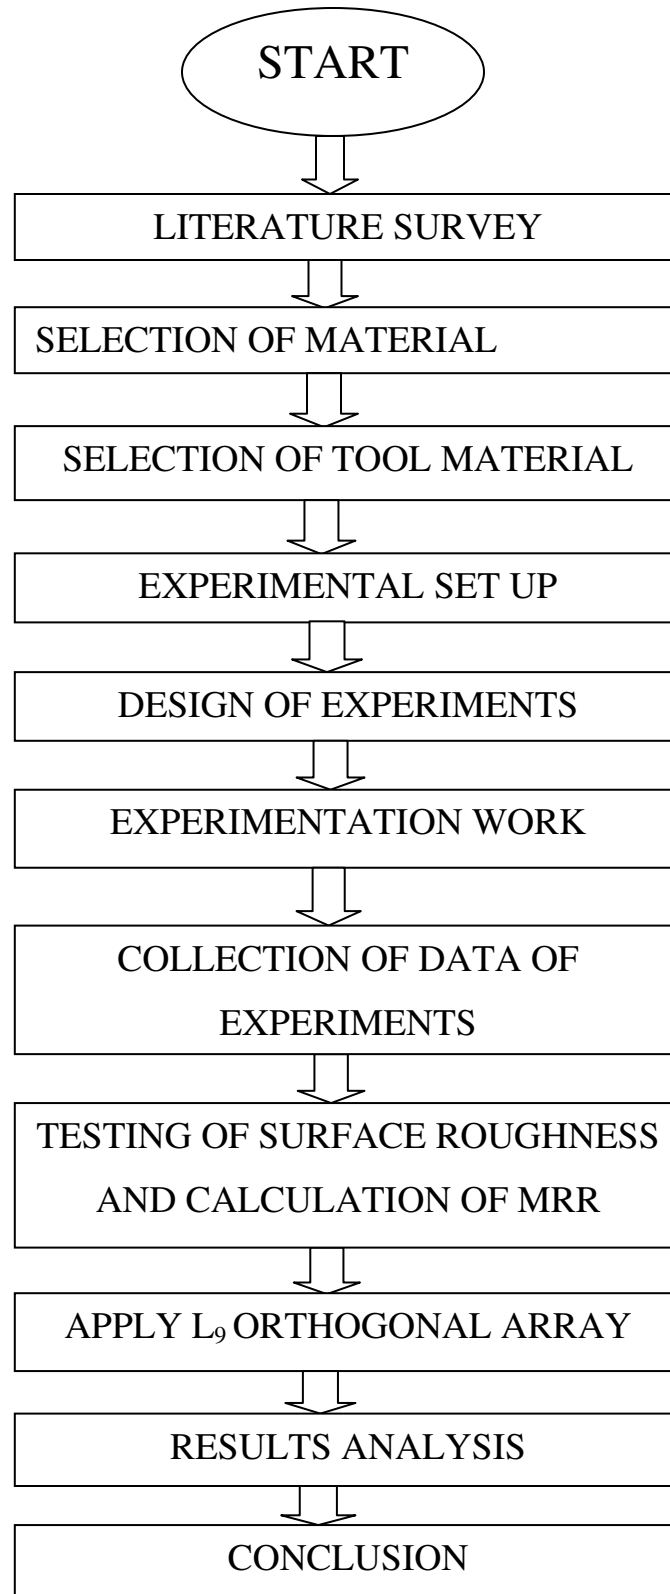 START
LITERATURE SURVEY
SELECTION OF MATERIAL
SELECTION OF TOOL MATERIAL
EXPERIMENTAL SET UP
DESIGN OF EXPERIMENTS
EXPERIMENTATION WORK
COLLECTION OF DATA OF
EXPERIMENTS
TESTING OF SURFACE ROUGHNESS
AND CALCULATION OF MRR
APPLY L₉ ORTHOGONAL ARRAY
RESULTS ANALYSIS
CONCLUSION